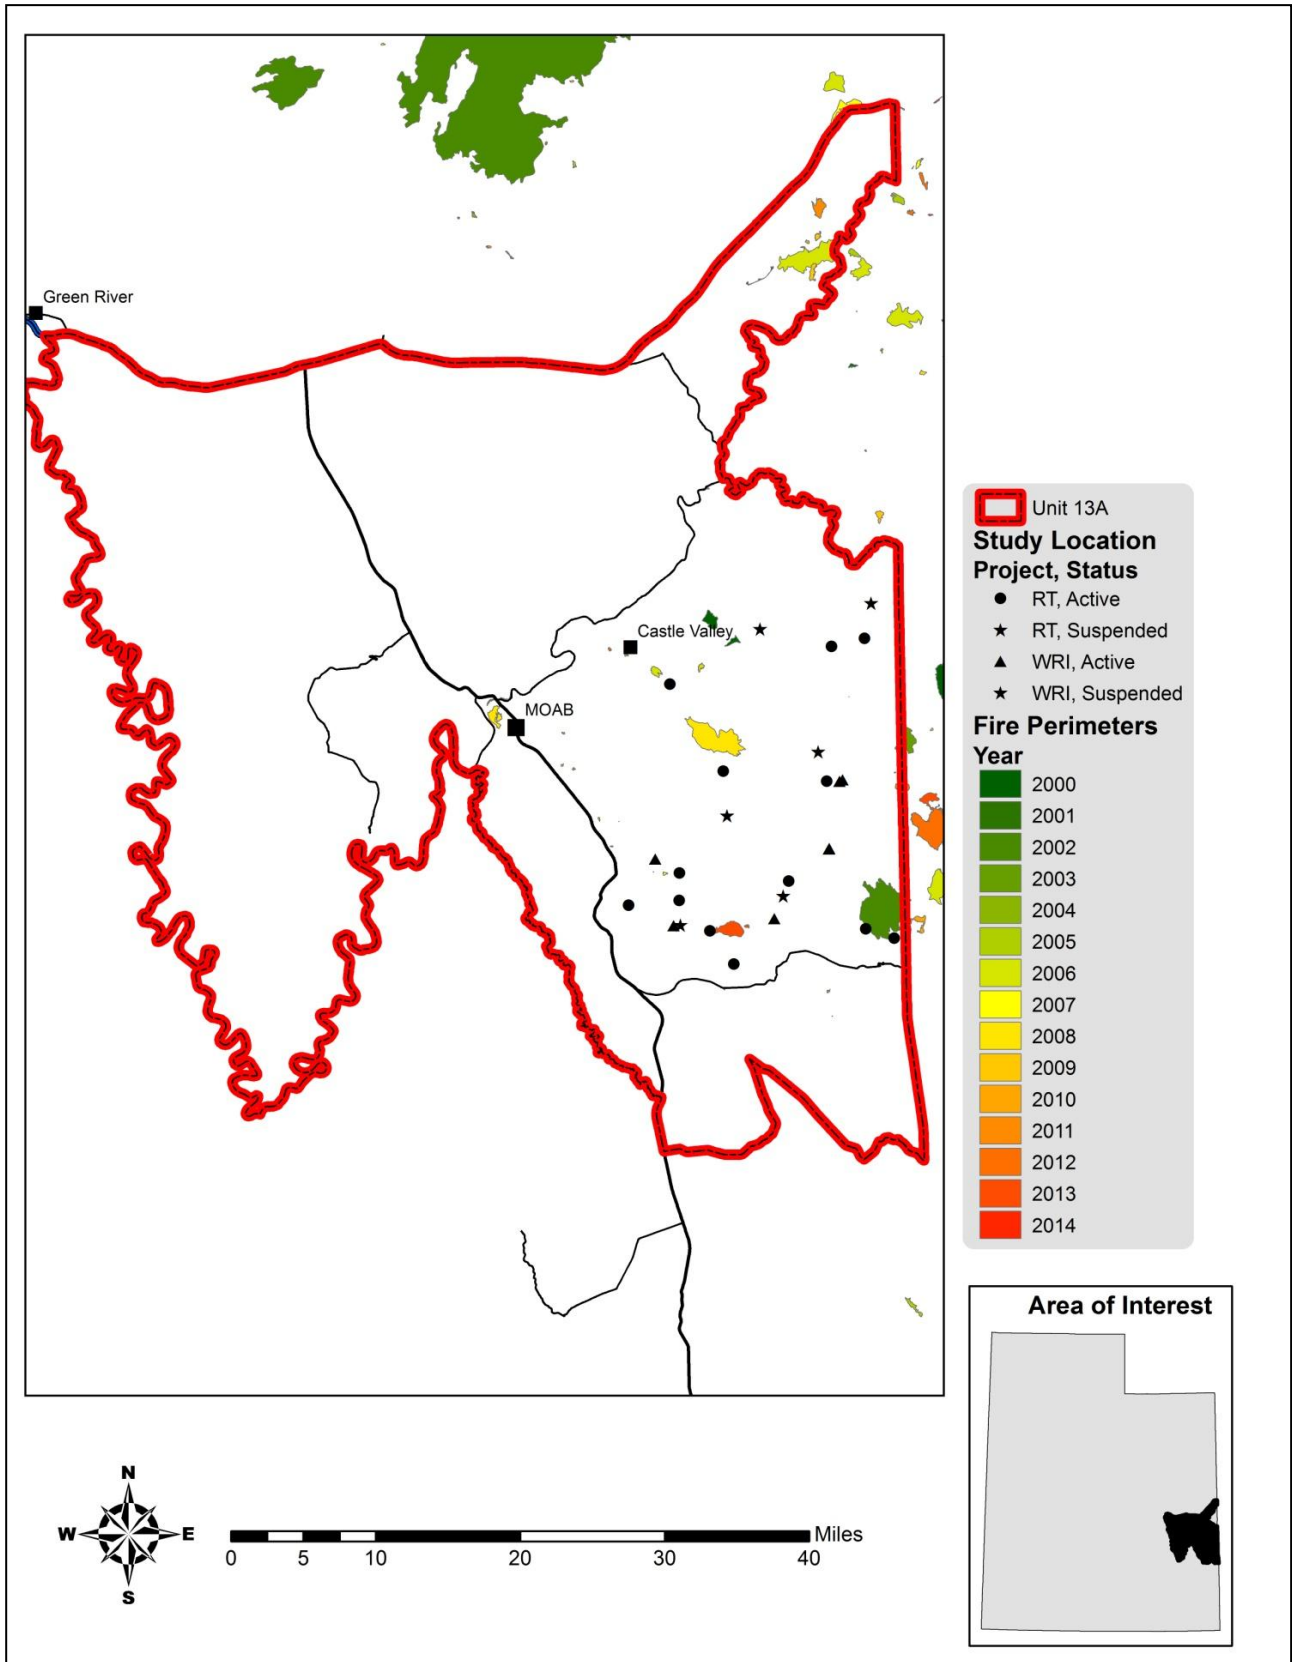 Green River
Castle Valley
MOAB
Unit 13A
Study Location
Project, Status
RT, Active
RT, Suspended
WRI, Active
WRI, Suspended
Fire Perimeters
Year
2000
2001
2002
2003
2004
2005
2006
2007
2008
2009
2010
2011
2012
2013
2014
Area of Interest
N
W E
S
Miles
0 5 10 20 30 40